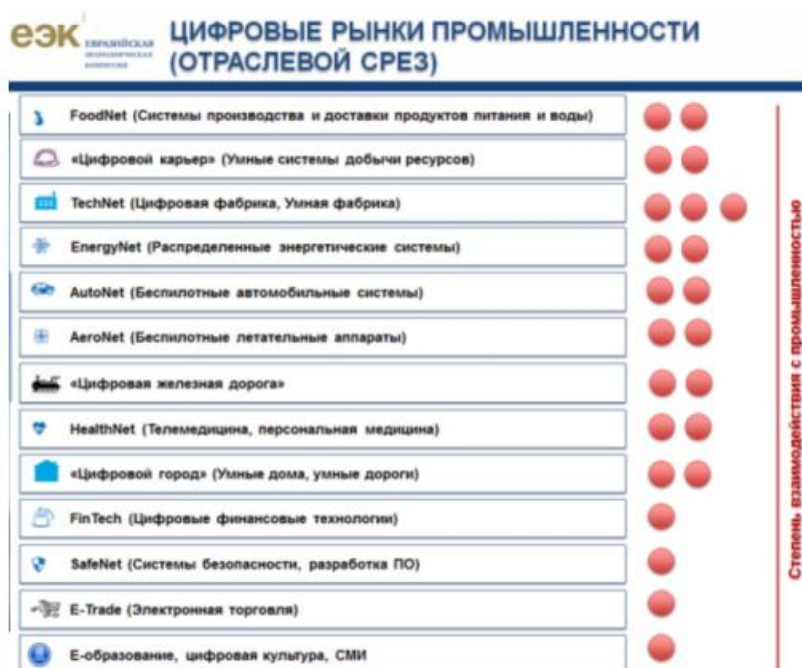 еэк
ЕВРАЗИЙСКАЯ
ЭКОНОМИЧЕСКАЯ
КОМИССИЯ
ЦИФРОВЫЕ РЫНКИ ПРОМЫШЛЕННОСТИ
(ОТРАСЛЕВОЙ СРЕЗ)
FoodNet (Системы производства и доставки продуктов питания и воды)
«Цифровой карьер» (Умные системы добычи ресурсов)
TechNet (Цифровая фабрика, Умная фабрика)
EnergyNet (Распределенные энергетические системы)
AutoNet (Беспилотные автомобильные системы)
AeroNet (Беспилотные летательные аппараты)
«Цифровая железная дорога»
HealthNet (Телемедицина, персональная медицина)
«Цифровой город» (Умные дома, умные дороги)
FinTech (Цифровые финансовые технологии)
SafeNet (Системы безопасности, разработка ПО)
E-Trade (Электронная торговля)
Е-образование, цифровая культура, СМИ
Степень взаимодействия с промышленностью